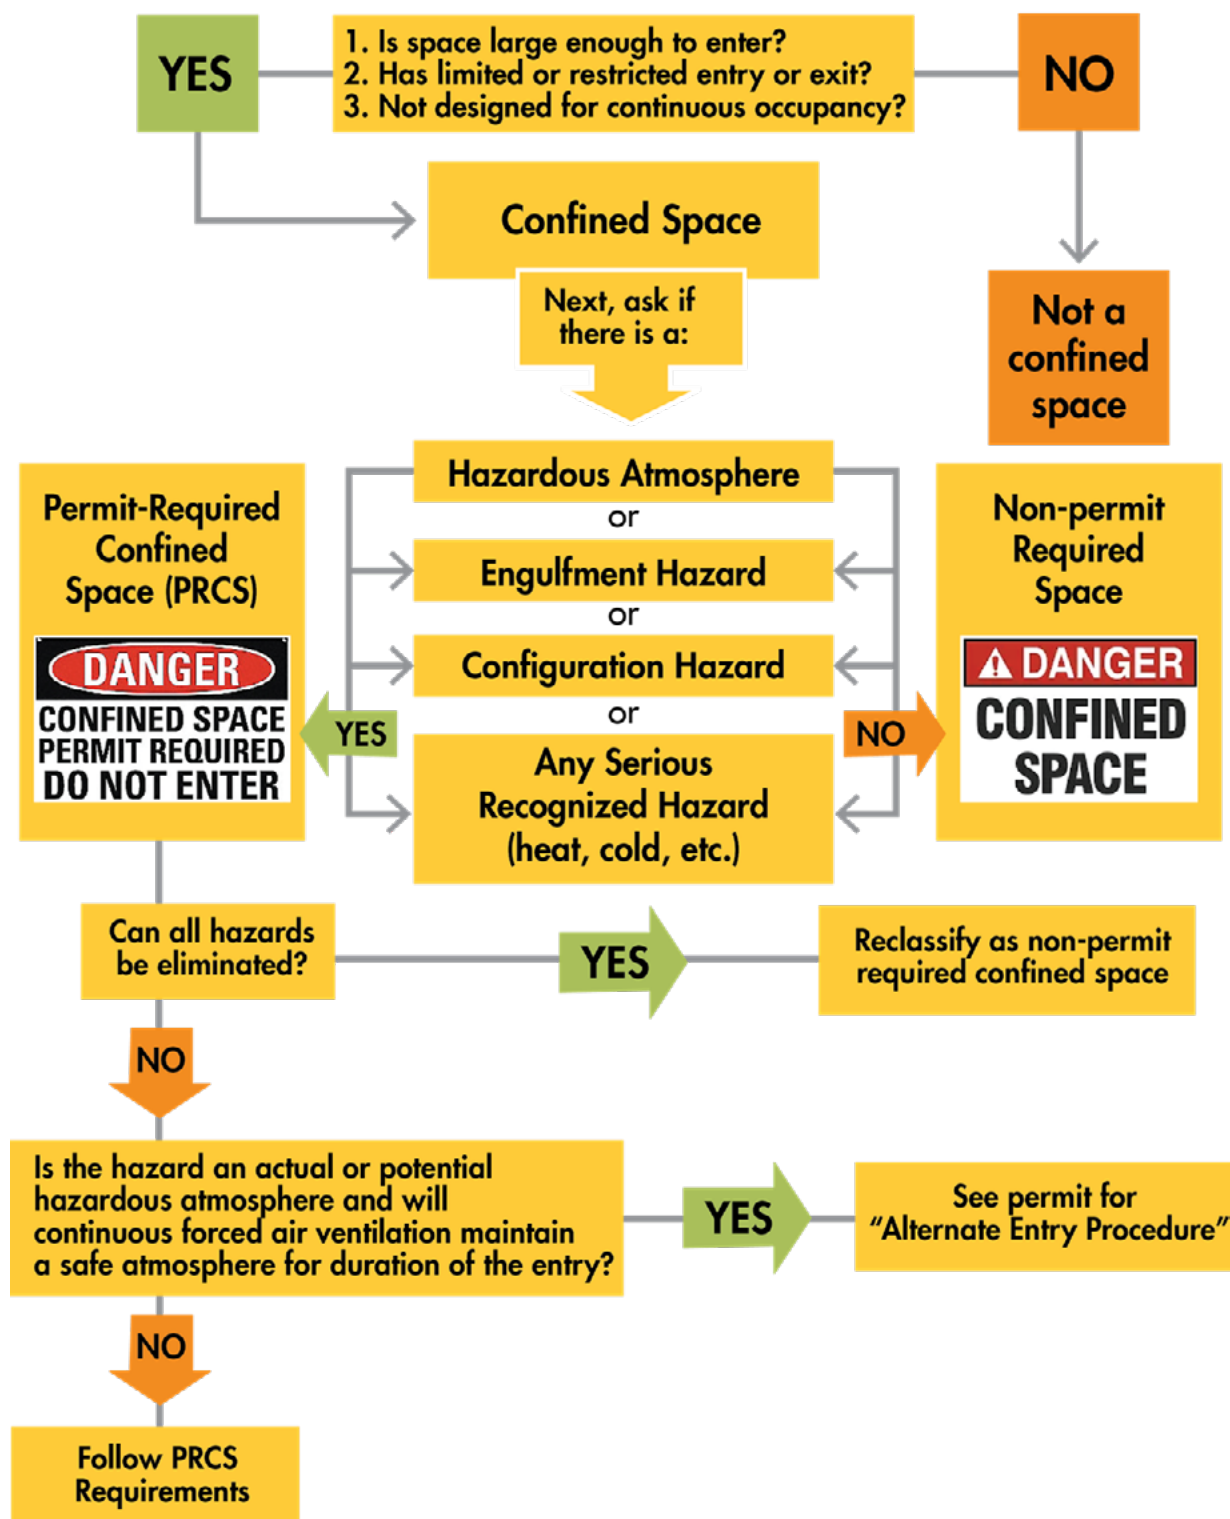 YES
1. Is space large enough to enter?
2. Has limited or restricted entry or exit?
3. Not designed for continuous occupancy?
NO
Confined Space
Next, ask if
there is a:
Not a
confined
space
Permit-Required
Confined
Space (PRCS)
DANGER
CONFINED SPACE
PERMIT REQUIRED
DO NOT ENTER
YES
Hazardous Atmosphere
or
Engulfment Hazard
or
Configuration Hazard
or
Any Serious
Recognized Hazard
(heat, cold, etc.)
NO
Non-permit
Required
Space
DANGER
CONFINED
SPACE
Can all hazards
be eliminated?
YES
Reclassify as non-permit
required confined space
NO
Is the hazard an actual or potential
hazardous atmosphere and will
continuous forced air ventilation maintain
a safe atmosphere for duration of the entry?
YES
See permit for
“Alternate Entry Procedure”
NO
Follow PRCS
Requirements